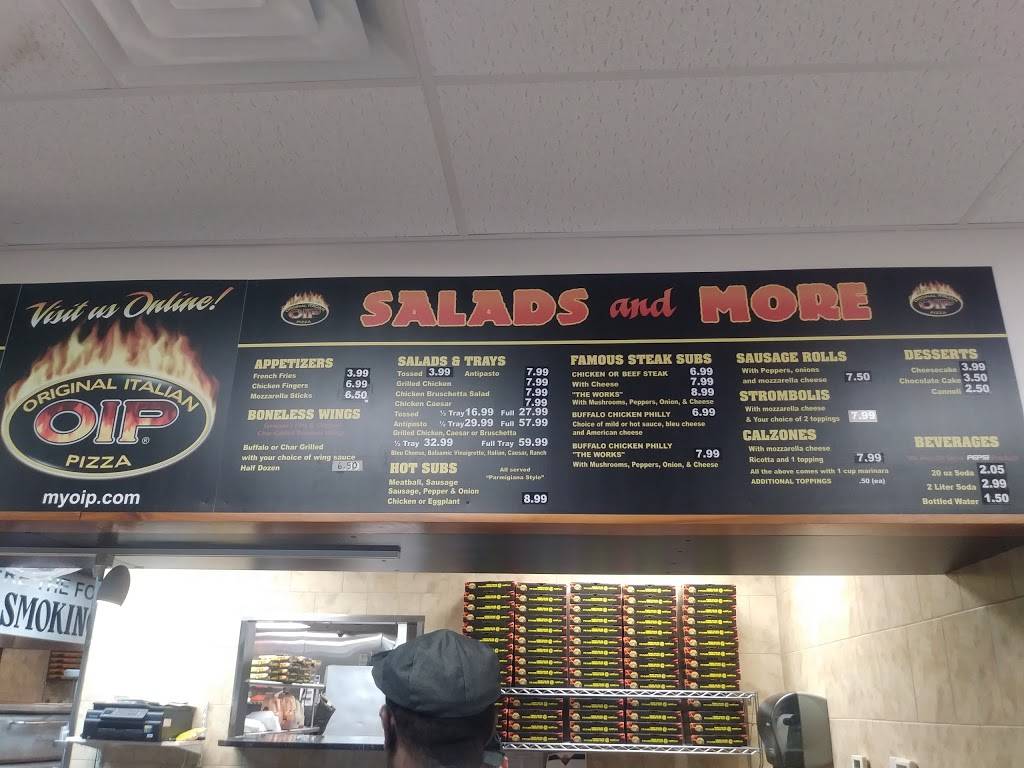 Visit us Online!
ORIGINAL ITALIAN
OIP®
PIZZA
myoip.com
OIP
PIZZA
SALADS and MORE
OIP
PIZZA
APPETIZERS
French Fries 3.99
Chicken Fingers 6.99
Mozzarella Sticks 6.50
BONELESS WINGS
Buffalo or Char Grilled
with your choice of wing sauce
Half Dozen 6.50
SALADS & TRAYS
Tossed 3.99 Antipasto 7.99
Grilled Chicken 7.99
Chicken Bruschetta Salad 7.99
Chicken Caesar 7.99
Tossed ½ Tray 16.99 Full 27.99
Antipasto ½ Tray 29.99 Full 57.99
Grilled Chicken, Caesar or Bruschetta
½ Tray 32.99 Full Tray 59.99
Bleu Cheese, Balsamic Vinaigrette, Italian, Caesar, Ranch
HOT SUBS All served
"Parmigiana Style"
Meatball, Sausage
Sausage, Pepper & Onion
Chicken or Eggplant 8.99
FAMOUS STEAK SUBS
CHICKEN OR BEEF STEAK 6.99
With Cheese 7.99
"THE WORKS" 8.99
With Mushrooms, Peppers, Onion, & Cheese
BUFFALO CHICKEN PHILLY 6.99
Choice of mild or hot sauce, bleu cheese
and American cheese
BUFFALO CHICKEN PHILLY
"THE WORKS" 7.99
With Mushrooms, Peppers, Onion, & Cheese
SAUSAGE ROLLS
With Peppers, onions
and mozzarella cheese 7.50
STROMBOLIS
With mozzarella cheese
& Your choice of 2 toppings 7.99
CALZONES
With mozzarella cheese
Ricotta and 1 topping 7.99
All the above comes with 1 cup marinara
ADDITIONAL TOPPINGS .50 (ea)
DESSERTS
Cheesecake 3.99
Chocolate Cake 3.50
Cannoli 2.50
BEVERAGES
PEPSI
20 oz Soda 2.05
2 Liter Soda 2.99
Bottled Water 1.50
THE FO
SMOKIN